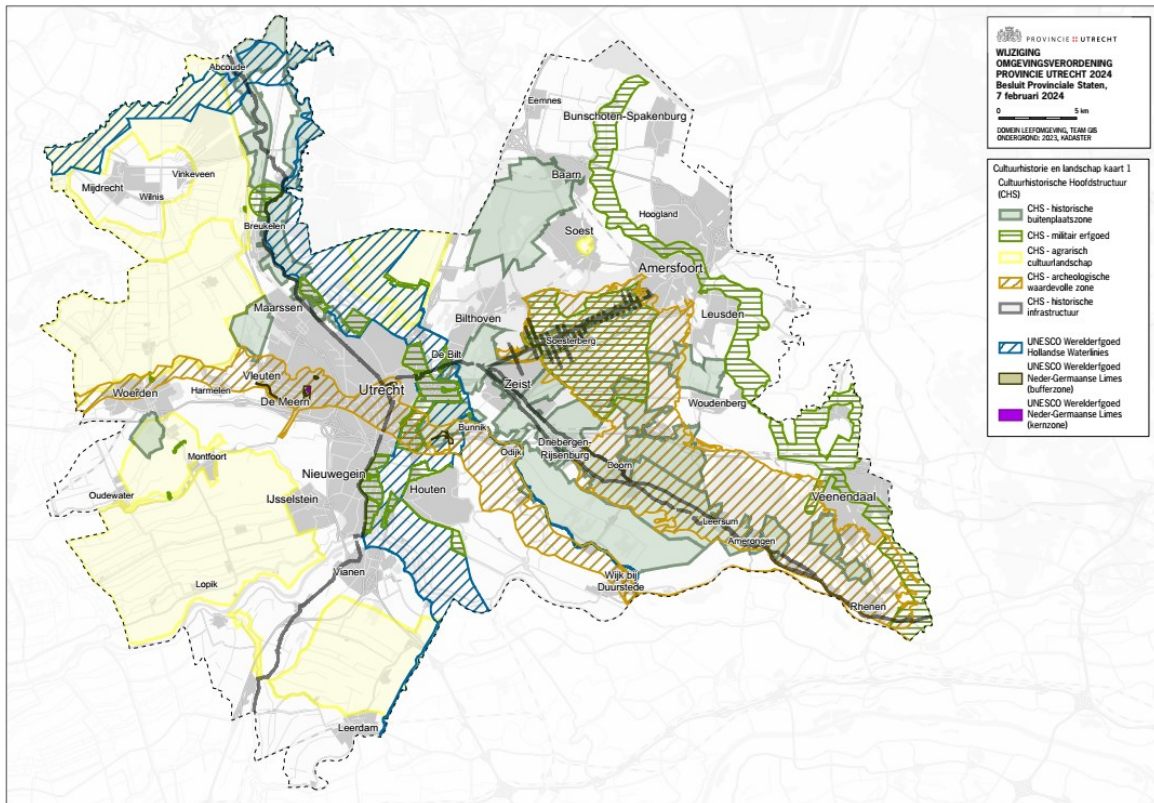 PROVINCIE UTRECHT
WIJZIGING
OMGEVINGSVERORDENING
PROVINCIE UTRECHT 2024
Besluit Provinciale Staten,
7 februari 2024
0 5 km
DOMEIN LEEFOMGEVING, TEAM GIS
ONDERGROND: 2023, KADASTER
Cultuurhistorie en landschap kaart 1
Cultuurhistorische Hoofdstructuur
(CHS)
CHS - historische
buitenplaatszone
CHS - militair erfgoed
CHS - agrarisch
cultuurlandschap
CHS - archeologische
waardevolle zone
CHS - historische
infrastructuur
UNESCO Werelderfgoed
Hollandse Waterlinies
UNESCO Werelderfgoed
Neder-Germaanse Limes
(bufferzone)
UNESCO Werelderfgoed
Neder-Germaanse Limes
(kernzone)
Abcoude
Eemnes
Bunschoten-Spakenburg
Baarn
Vinkeveen
Mijdrecht
Wilnis
Hoogland
Breukelen
Soest
Amersfoort
Maarssen
Leusden
Bilthoven
Soesterberg
De Bilt
Vleuten
Zeist
Woerden
Harmelen
Utrecht
De Meern
Woudenberg
Bunnik
Driebergen-
Rijsenburg
Odijk
Montfoort
Doorn
Nieuwegein
Oudewater
IJsselstein
Houten
Veenendaal
Leersum
Amerongen
Vianen
Lopik
Wijk bij
Duurstede
Rhenen
Leerdam